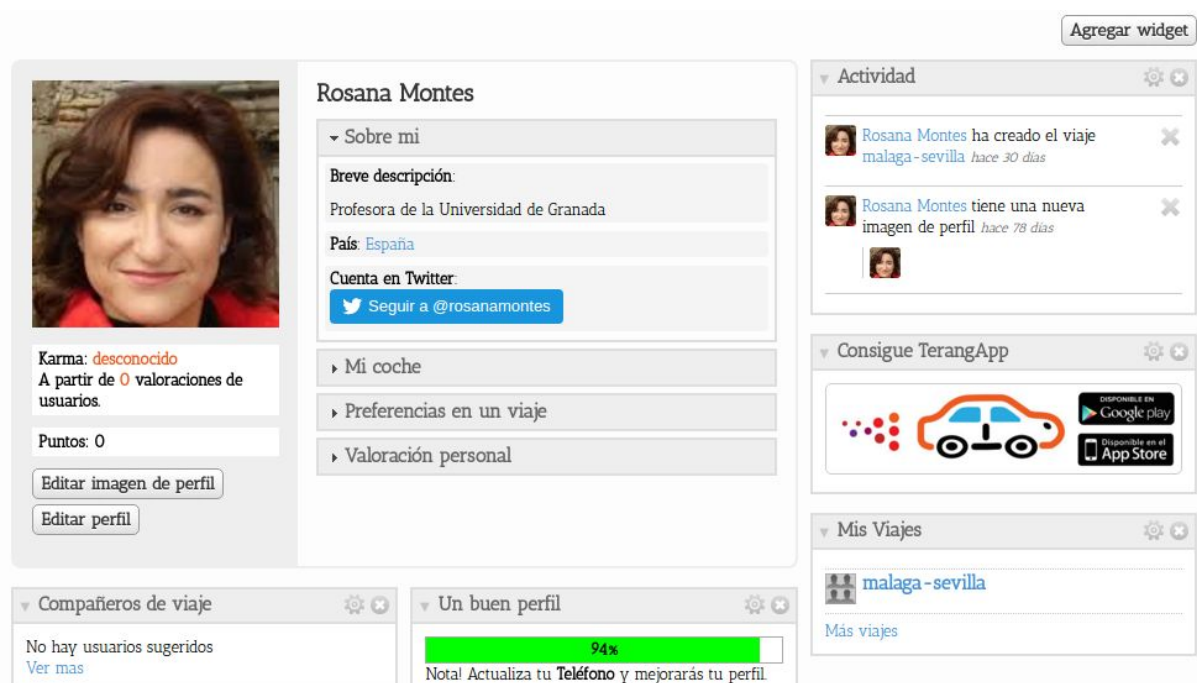 Agregar widget
Rosana Montes
Sobre mi
Breve descripción:
Profesora de la Universidad de Granada
País: España
Cuenta en Twitter:
Seguir a @rosanamontes
Mi coche
Preferencias en un viaje
Valoración personal
Karma: desconocido
A partir de 0 valoraciones de
usuarios.
Puntos: 0
Editar imagen de perfil
Editar perfil
Actividad
Rosana Montes ha creado el viaje
malaga-sevilla hace 30 días
Rosana Montes tiene una nueva
imagen de perfil hace 78 días
Consigue TerangApp
DISPONIBLE EN
Google play
Disponible en el
App Store
Mis Viajes
malaga-sevilla
Más viajes
Compañeros de viaje
No hay usuarios sugeridos
Ver mas
Un buen perfil
94%
Nota! Actualiza tu Teléfono y mejorarás tu perfil.